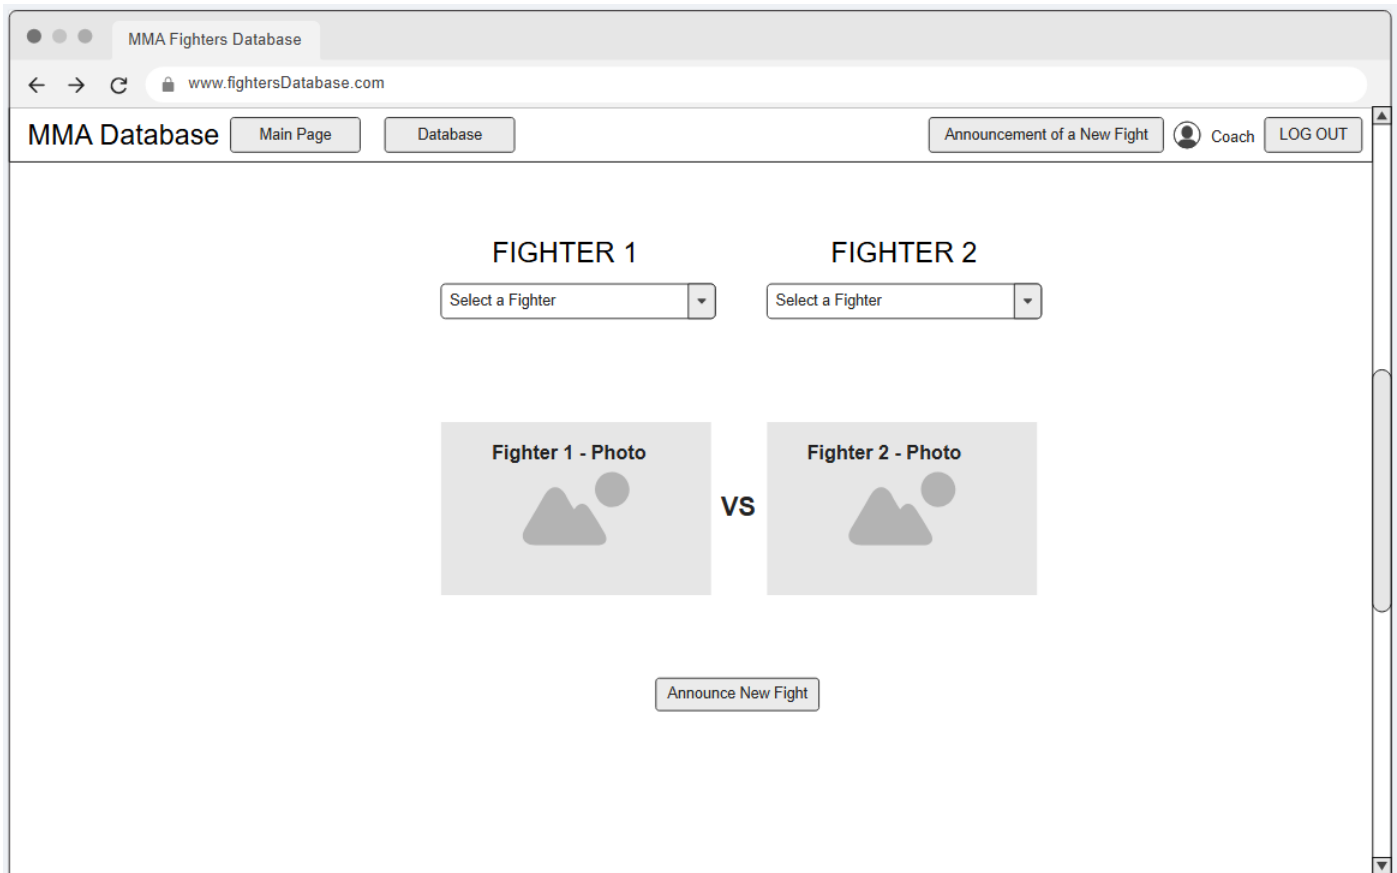 MMA Fighters Database
www.fightersDatabase.com
MMA Database Main Page Database Announcement of a New Fight Coach LOG OUT
FIGHTER 1 FIGHTER 2
Select a Fighter Select a Fighter
Fighter 1 - Photo Fighter 2 - Photo
VS
Announce New Fight